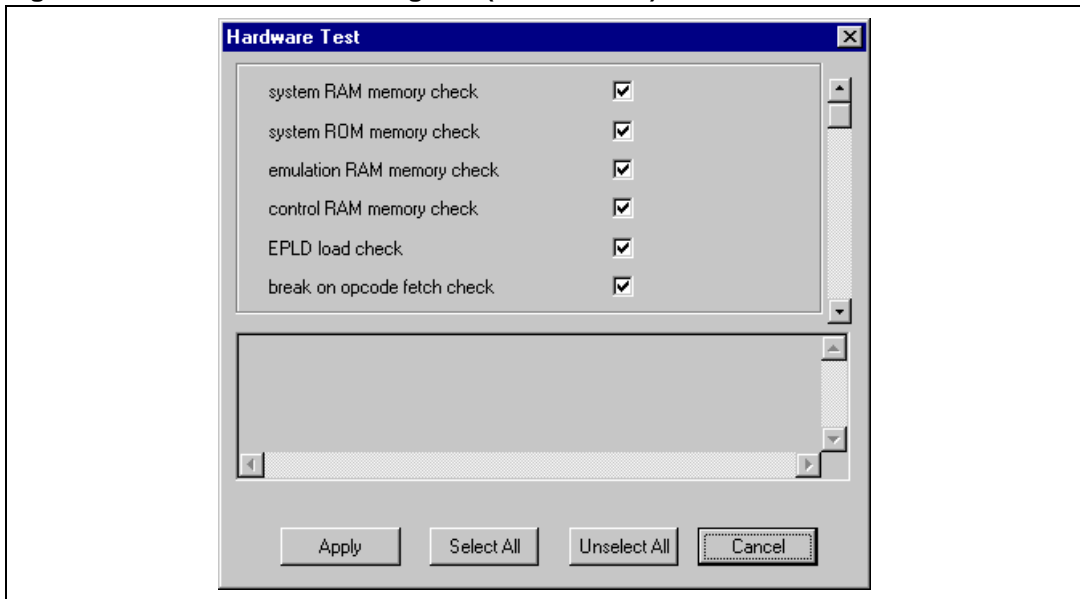 Hardware Test
system RAM memory check
system ROM memory check
emulation RAM memory check
control RAM memory check
EPLD load check
break on opcode fetch check
Apply
Select All
Unselect All
Cancel